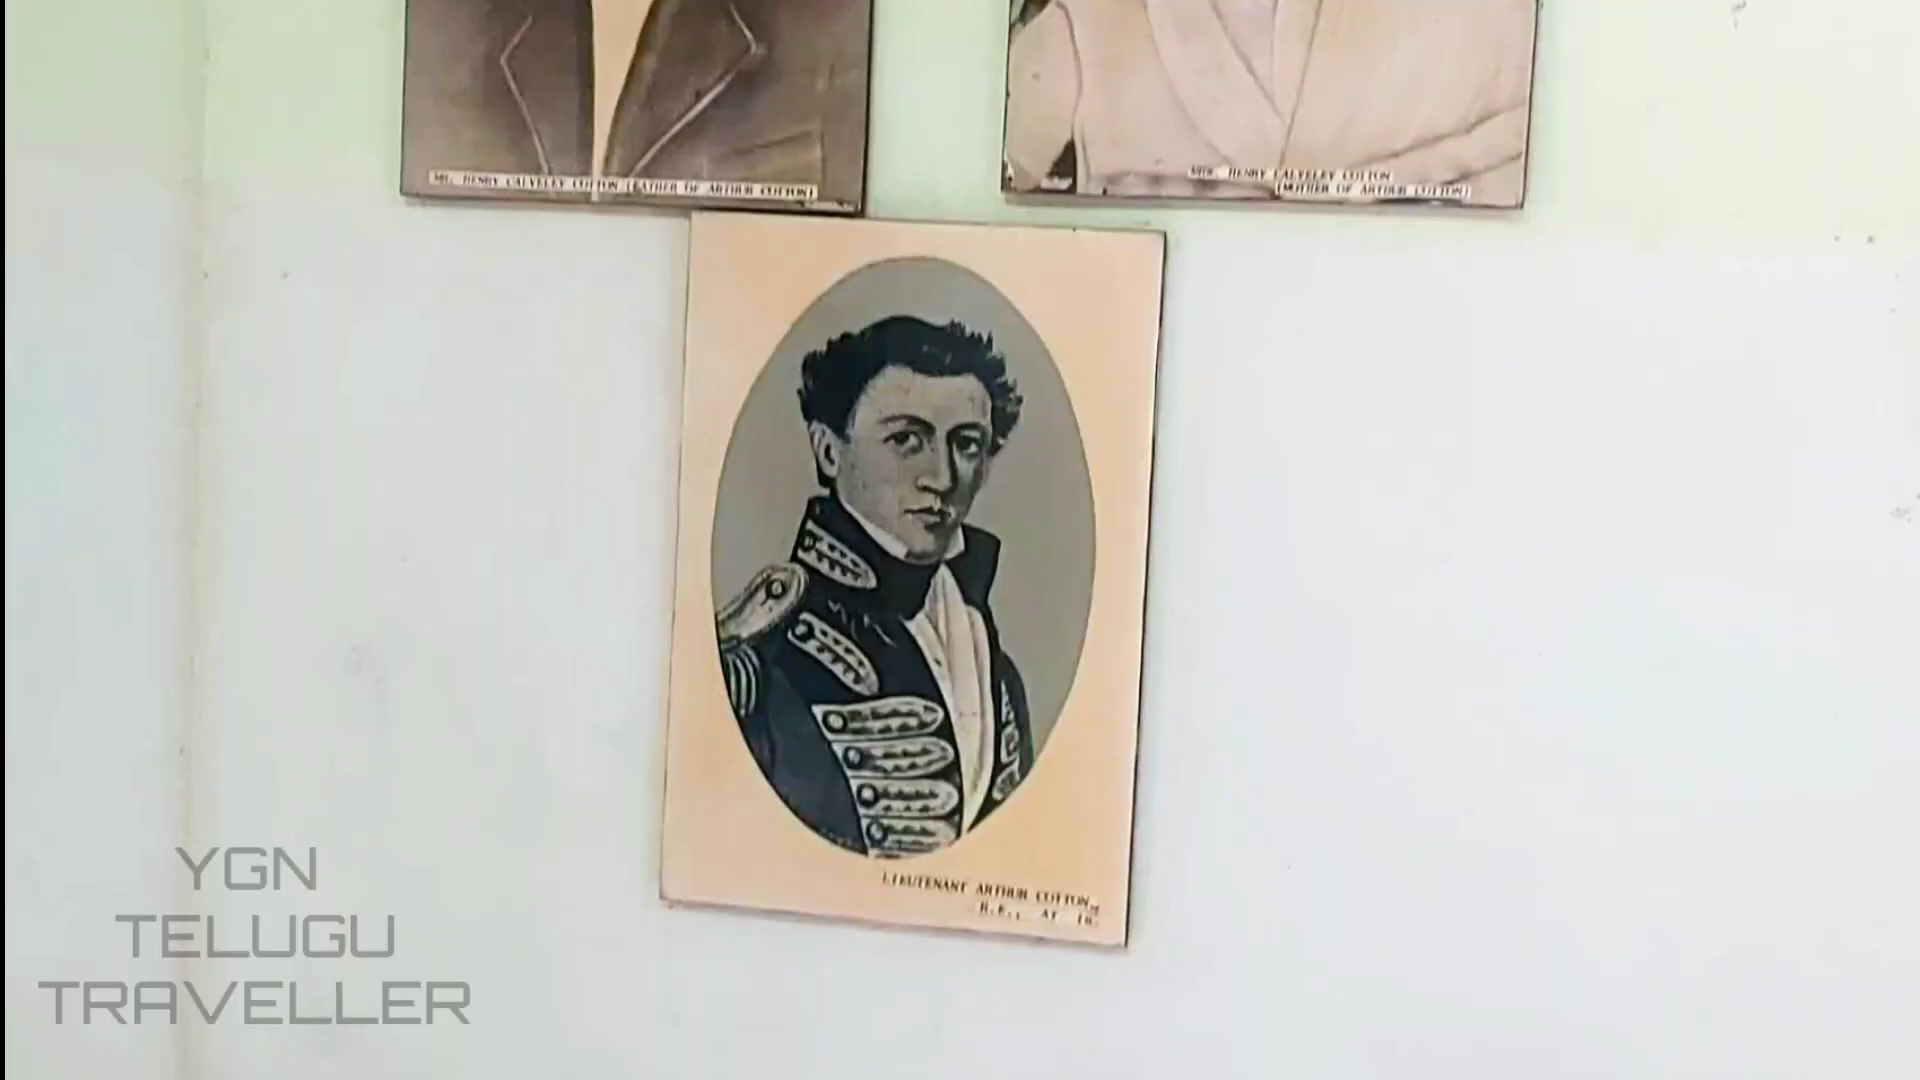 MR. HENRY CALVELEY COTTON (FATHER OF ARTHUR COTTON)
MRS. HENRY CALVELEY COTTON
(MOTHER OF ARTHUR COTTON)
LIEUTENANT ARTHUR COTTON,
R.E., AT 18.
YGN
TELUGU
TRAVELLER